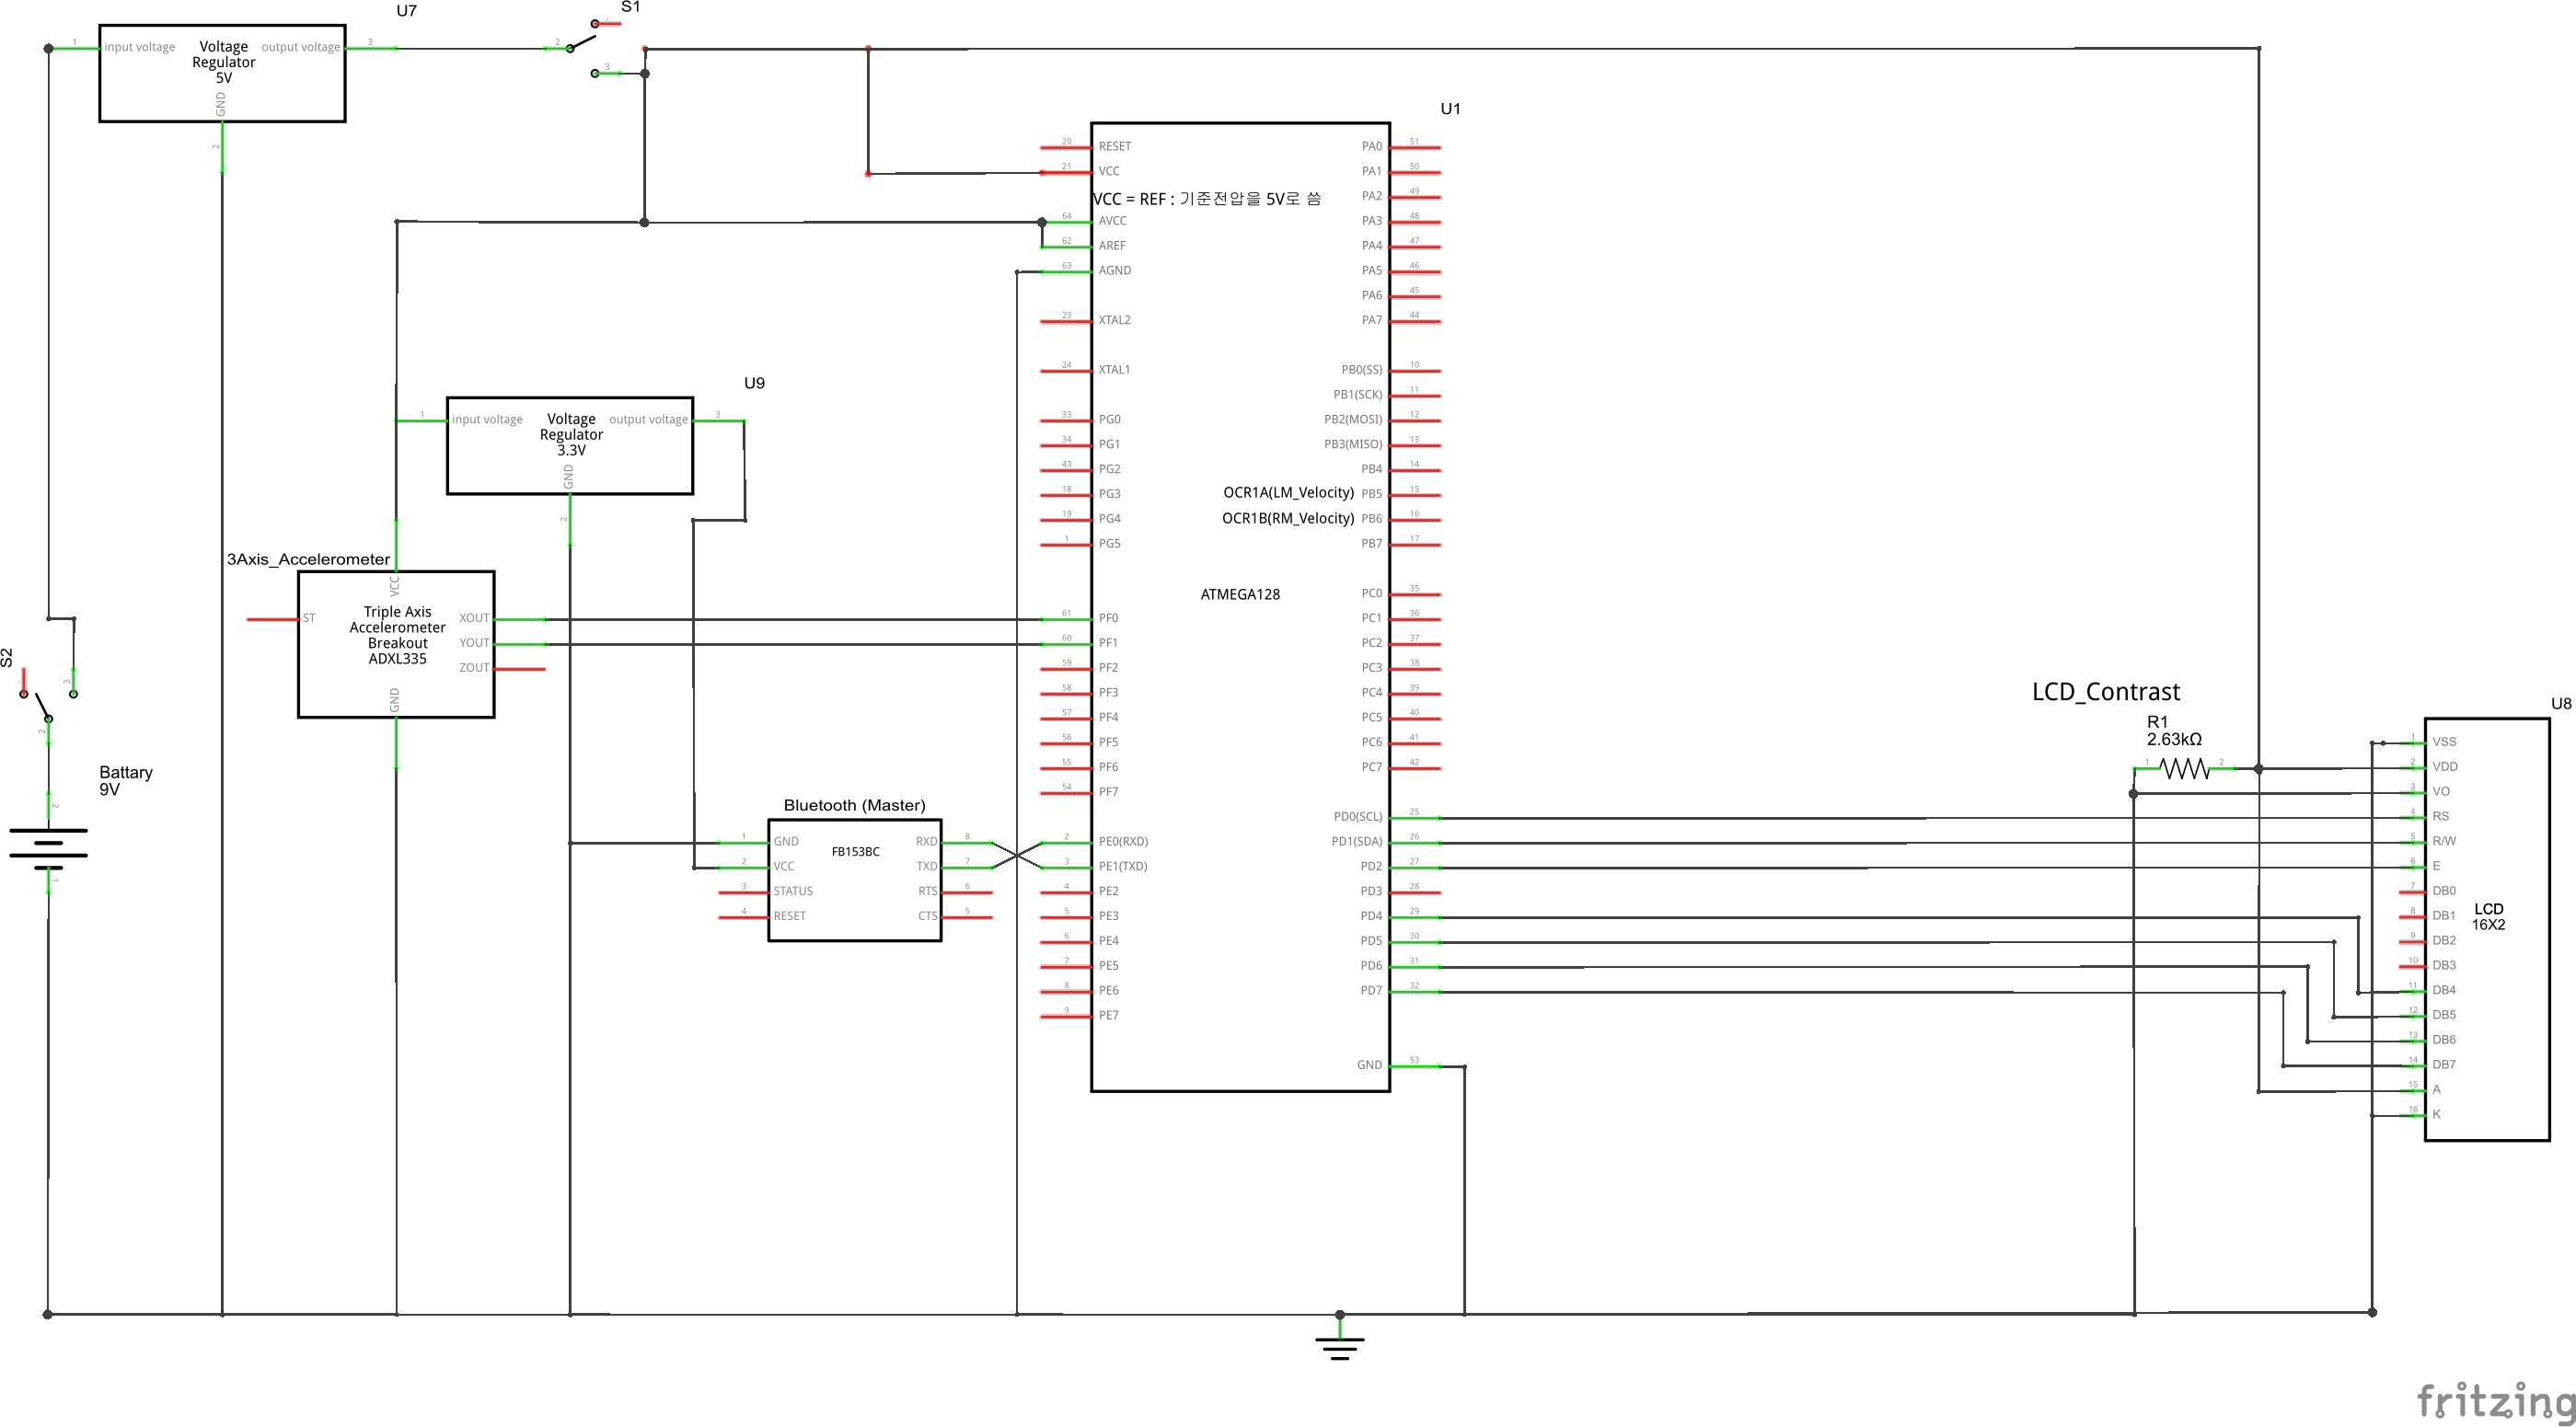 U7
S1
1
input voltage
Voltage
Regulator
5V
output voltage
3
GND
2
2
3
U1
20 RESET
21 VCC
VCC = REF : 기준전압을 5V로 씀
64 AVCC
62 AREF
63 AGND
23 XTAL2
24 XTAL1
33 PG0
34 PG1
43 PG2
18 PG3
19 PG4
1 PG5
ATMEGA128
61 PF0
60 PF1
59 PF2
58 PF3
57 PF4
56 PF5
55 PF6
54 PF7
2 PE0(RXD)
3 PE1(TXD)
4 PE2
5 PE3
6 PE4
7 PE5
8 PE6
9 PE7
PA0 51
PA1 50
PA2 49
PA3 48
PA4 47
PA5 46
PA6 45
PA7 44
PB0(SS) 10
PB1(SCK) 11
PB2(MOSI) 12
PB3(MISO) 13
PB4 14
OCR1A(LM_Velocity) PB5 15
OCR1B(RM_Velocity) PB6 16
PB7 17
PC0 35
PC1 36
PC2 37
PC3 38
PC4 39
PC5 40
PC6 41
PC7 42
PD0(SCL) 25
PD1(SDA) 26
PD2 27
PD3 28
PD4 29
PD5 30
PD6 31
PD7 32
GND 53
U9
1
input voltage
Voltage
Regulator
3.3V
output voltage
3
GND
2
3Axis_Accelerometer
VCC
ST
Triple Axis
Accelerometer
Breakout
ADXL335
XOUT
YOUT
ZOUT
GND
S2
3
2
Battary
9V
2
1
Bluetooth (Master)
FB153BC
1 GND
2 VCC
3 STATUS
4 RESET
RXD 8
TXD 7
RTS 6
CTS 5
LCD_Contrast
R1
2.63kΩ
1
2
U8
1 VSS
2 VDD
3 VO
4 RS
5 R/W
6 E
7 DB0
8 DB1
9 DB2
10 DB3
11 DB4
12 DB5
13 DB6
14 DB7
15 A
16 K
LCD
16X2
fritzing